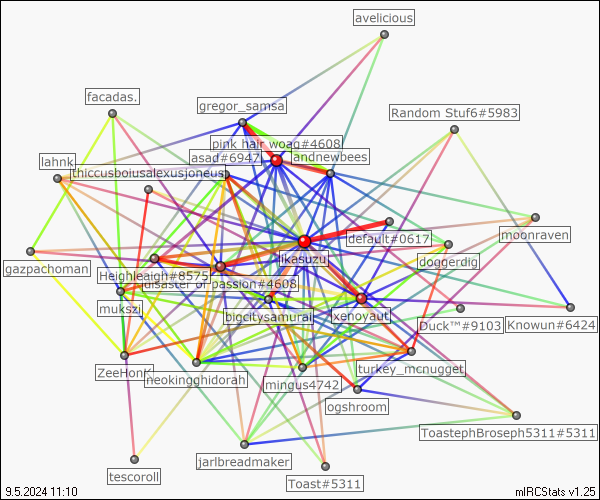 avelicious
facadas.
gregor_samsa
Random Stuf6#5983
pink hair woag#4608
asad#6947
andnewbees
lahnk
thiccusboiusalexusjoneus
default#0617
moonraven
likasuzu
doggerdig
gazpachoman
Heighleagh#8575
disaster of passion#4608
mukszi
bigcitysamurai
xenoyaut
Duck™#9103
Knowun#6424
ZeeHonk
neokingghidorah
mingus4742
turkey_mcnugget
ogshroom
ToastephBroseph5311#5311
jarlbreadmaker
tescoroll
Toast#5311
9.5.2024 11:10
mIRCStats v1.25